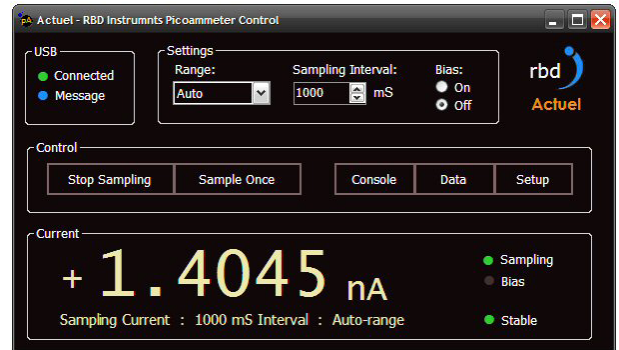 Actuel - RBD Instrumnts Picoammeter Control
USB
Connected
Message
Settings
Range:
Auto
Sampling Interval:
1000 mS
Bias:
On
Off
rbd
Actuel
Control
Stop Sampling
Sample Once
Console
Data
Setup
Current
+ 1.4045 nA
Sampling Current : 1000 mS Interval : Auto-range
Sampling
Bias
Stable